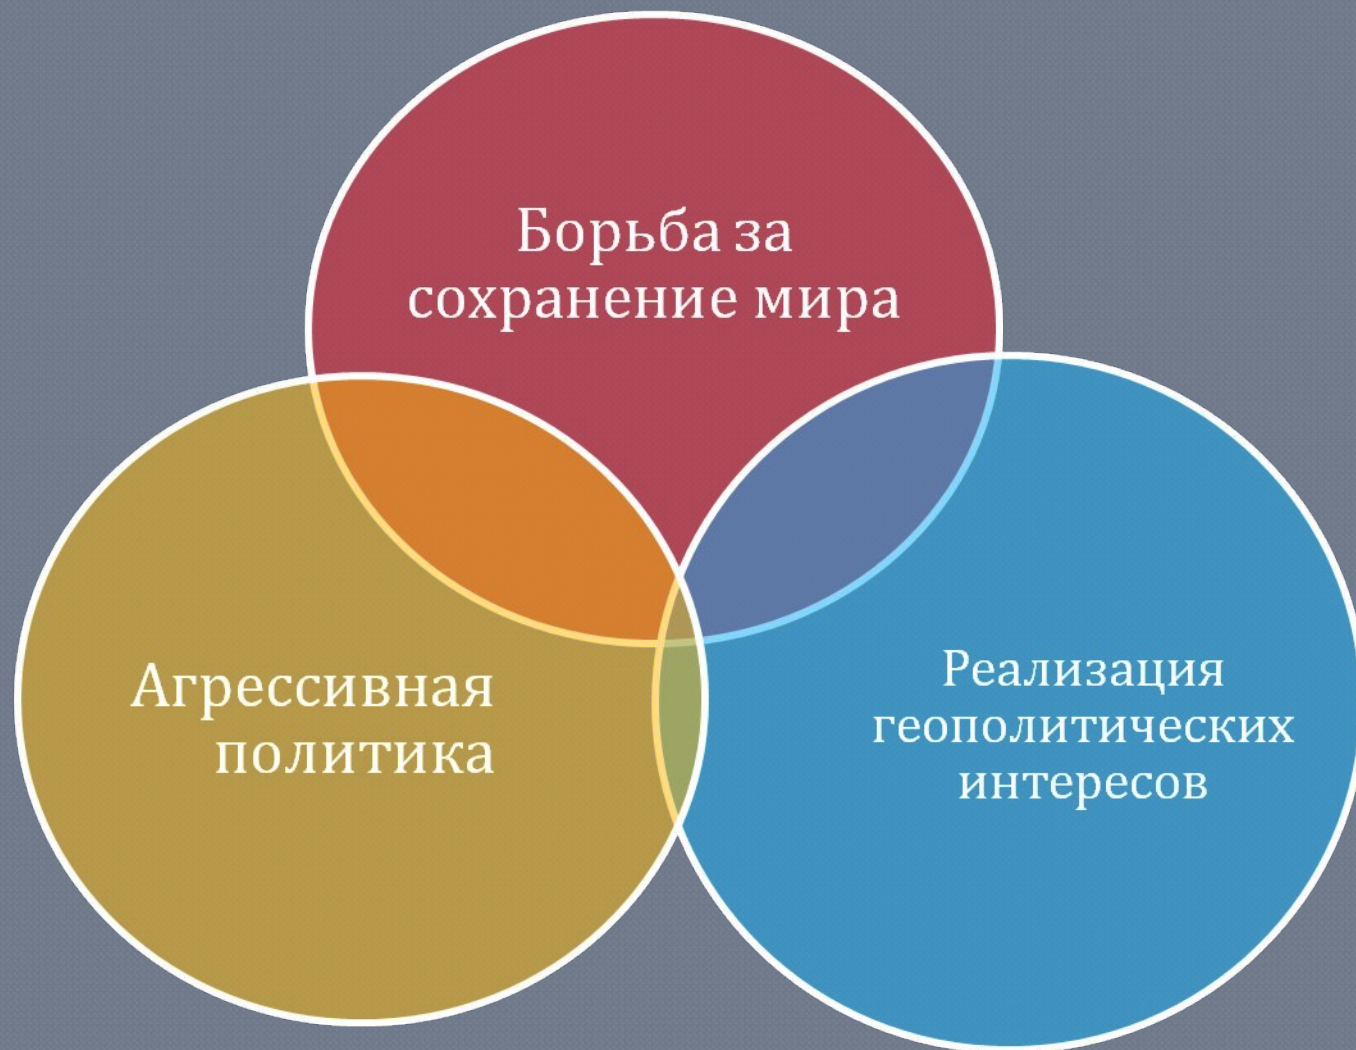 Борьба за
сохранение мира
Агрессивная
политика
Реализация
геополитических
интересов